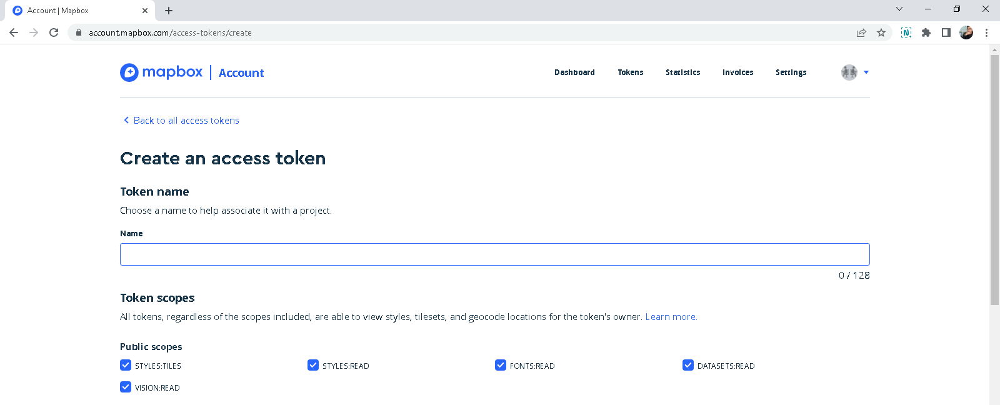 Account | Mapbox
account.mapbox.com/access-tokens/create
mapbox | Account
Dashboard Tokens Statistics Invoices Settings
Back to all access tokens
Create an access token
Token name
Choose a name to help associate it with a project.
Name
0 / 128
Token scopes
All tokens, regardless of the scopes included, are able to view styles, tilesets, and geocode locations for the token's owner. Learn more.
Public scopes
STYLES:TILES STYLES:READ FONTS:READ DATASETS:READ
VISION:READ